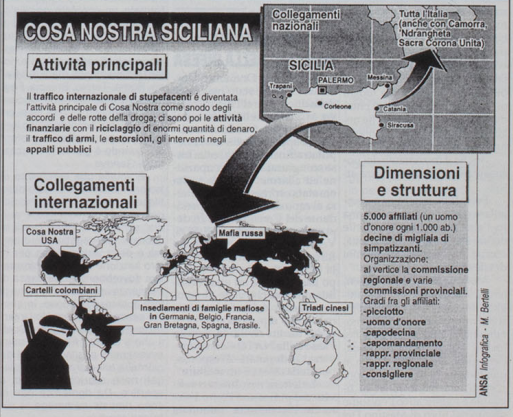 COSA NOSTRA SICILIANA
Attività principali
Il traffico internazionale di stupefacenti é diventata
l'attività principale di Cosa Nostra come snodo degli
accordi e delle rotte della droga; ci sono poi le attività
finanziarie con il riciclaggio di enormi quantità di denaro,
il traffico di armi, le estorsioni, gli interventi negli
appalti pubblici
Collegamenti
nazionali
Tutta l'Italia
(anche con Camorra,
'Ndrangheta
Sacra Corona Unita)
SICILIA
Trapani
PALERMO
Messina
Corleone
Catania
Siracusa
Collegamenti
internazionali
Cosa Nostra
USA
Mafia russa
Cartelli colombiani
Insediamenti di famiglie mafiose
in Germania, Belgio, Francia,
Gran Bretagna, Spagna, Brasile.
Triadi cinesi
Dimensioni
e struttura
5.000 affiliati (un uomo
d'onore ogni 1.000 ab.)
decine di migliaia di
simpatizzanti.
Organizzazione:
al vertice la commissione
regionale e varie
commissioni provinciali.
Gradi fra gli affiliati:
-picciotto
-uomo d'onore
-capodecina
-capomandamento
-rappr. provinciale
-rappr. regionale
-consigliere
ANSA Infografica - M. Bertelli